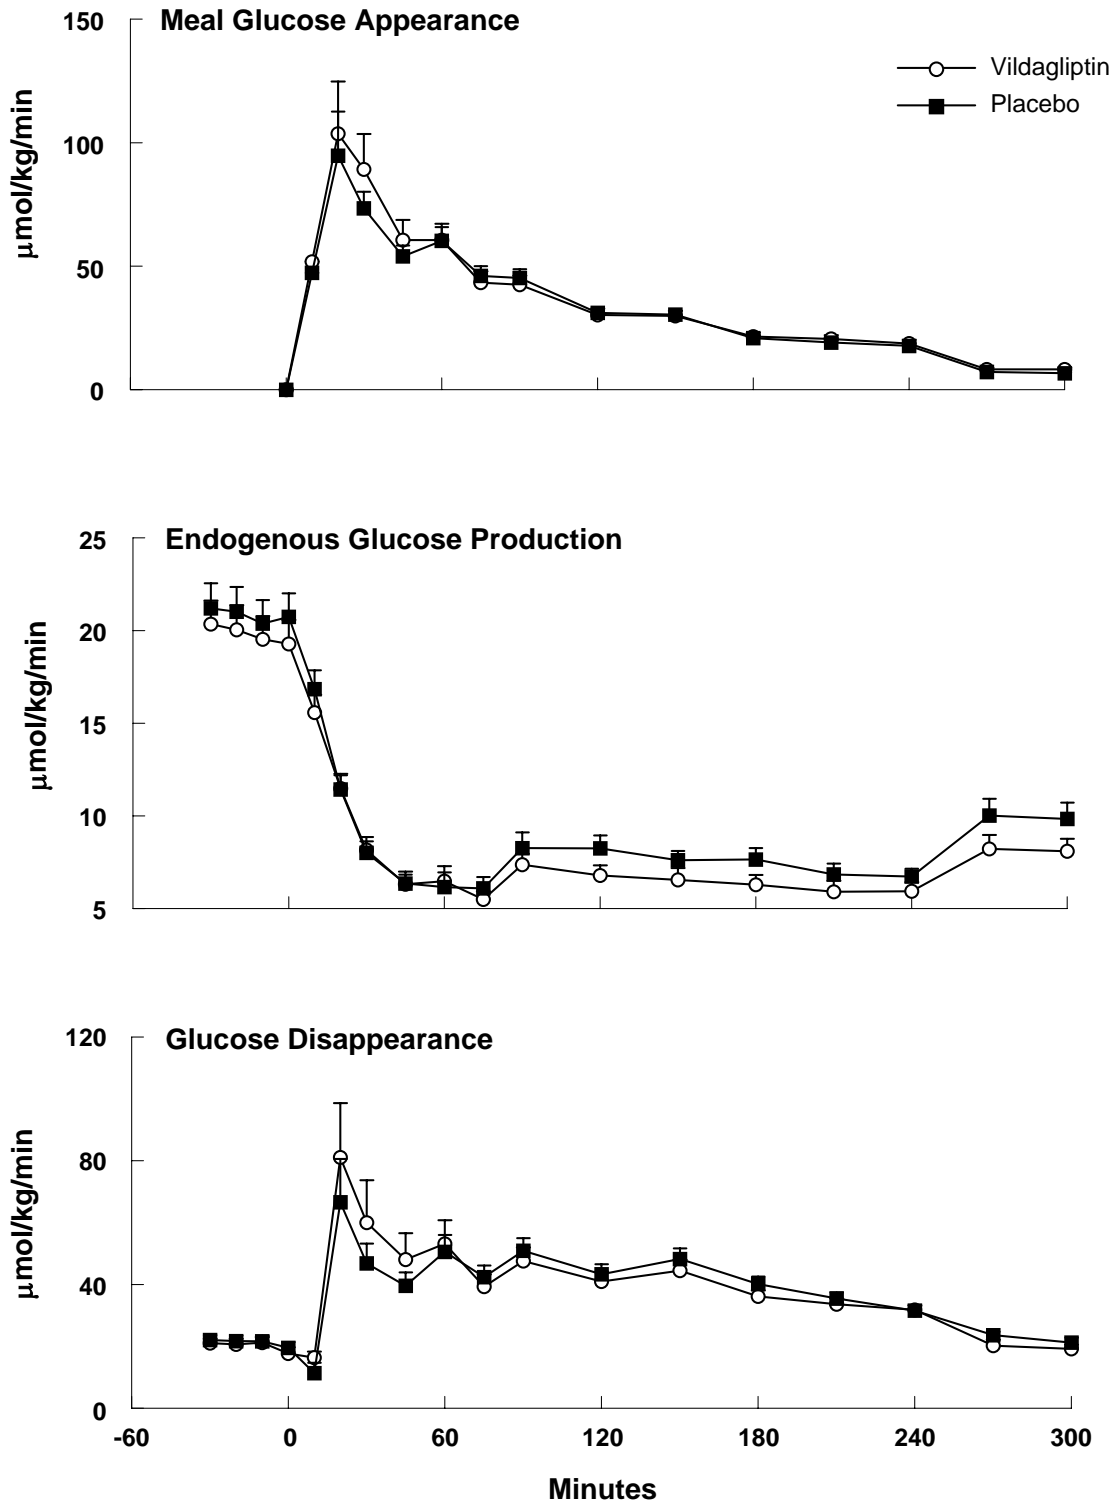 Meal Glucose Appearance
150
100
50
0
μmol/kg/min
Vildagliptin
Placebo
Endogenous Glucose Production
25
20
15
10
5
μmol/kg/min
Glucose Disappearance
120
80
40
0
μmol/kg/min
-60 0 60 120 180 240 300
Minutes